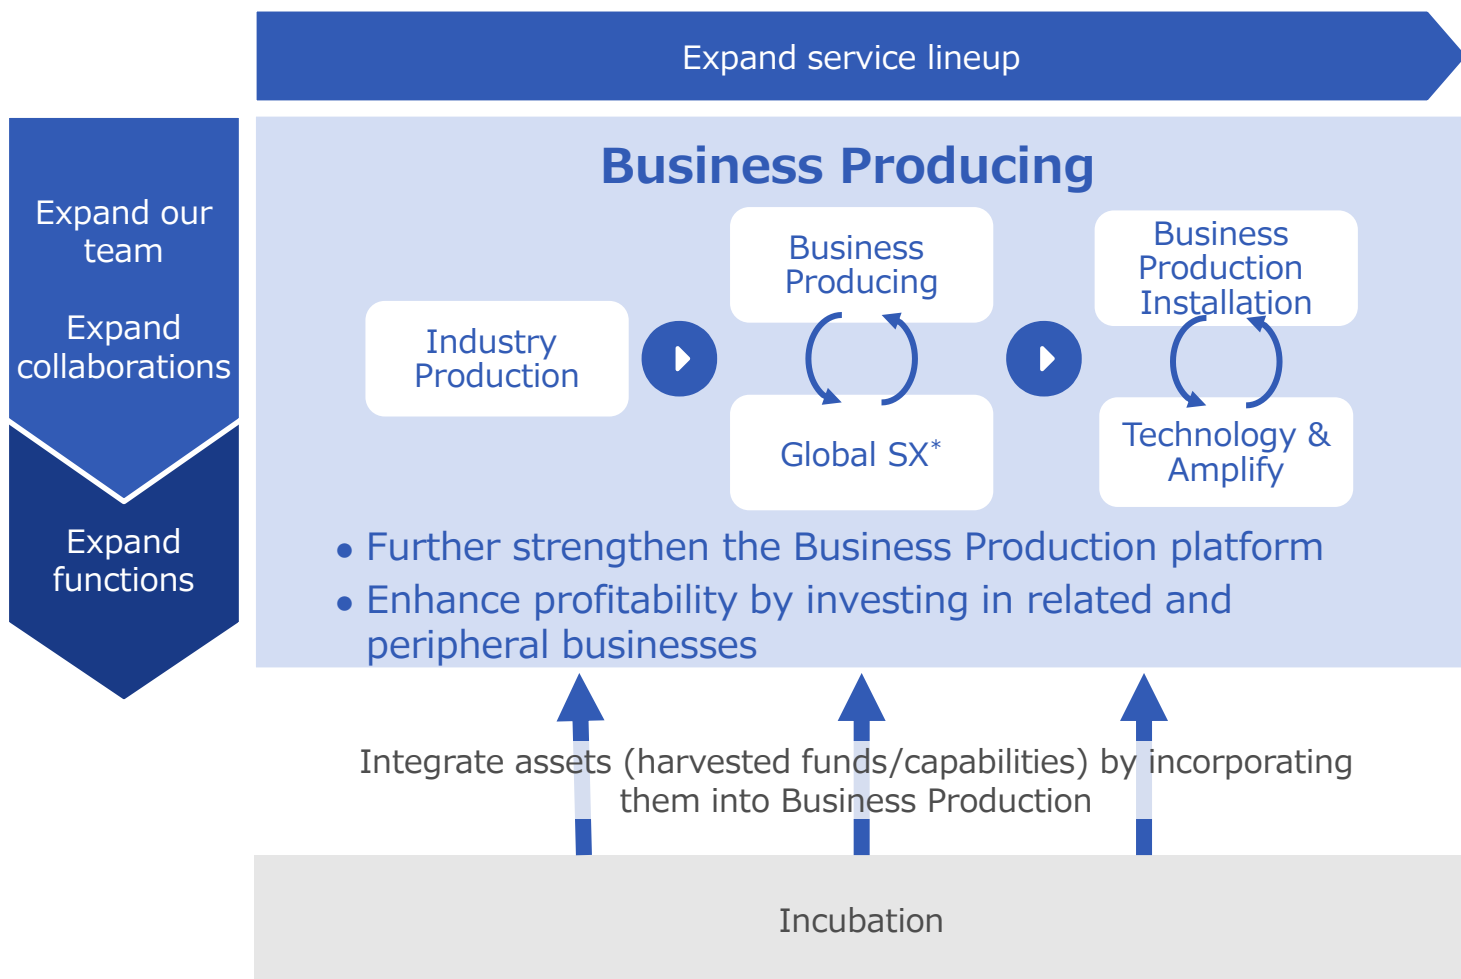 Expand service lineup
Expand our
team
Expand
collaborations
Expand
functions
Business Producing
Industry
Production
Business
Producing
Global SX*
Business
Production
Installation
Technology &
Amplify
• Further strengthen the Business Production platform
• Enhance profitability by investing in related and
peripheral businesses
Integrate assets (harvested funds/capabilities) by incorporating
them into Business Production
Incubation